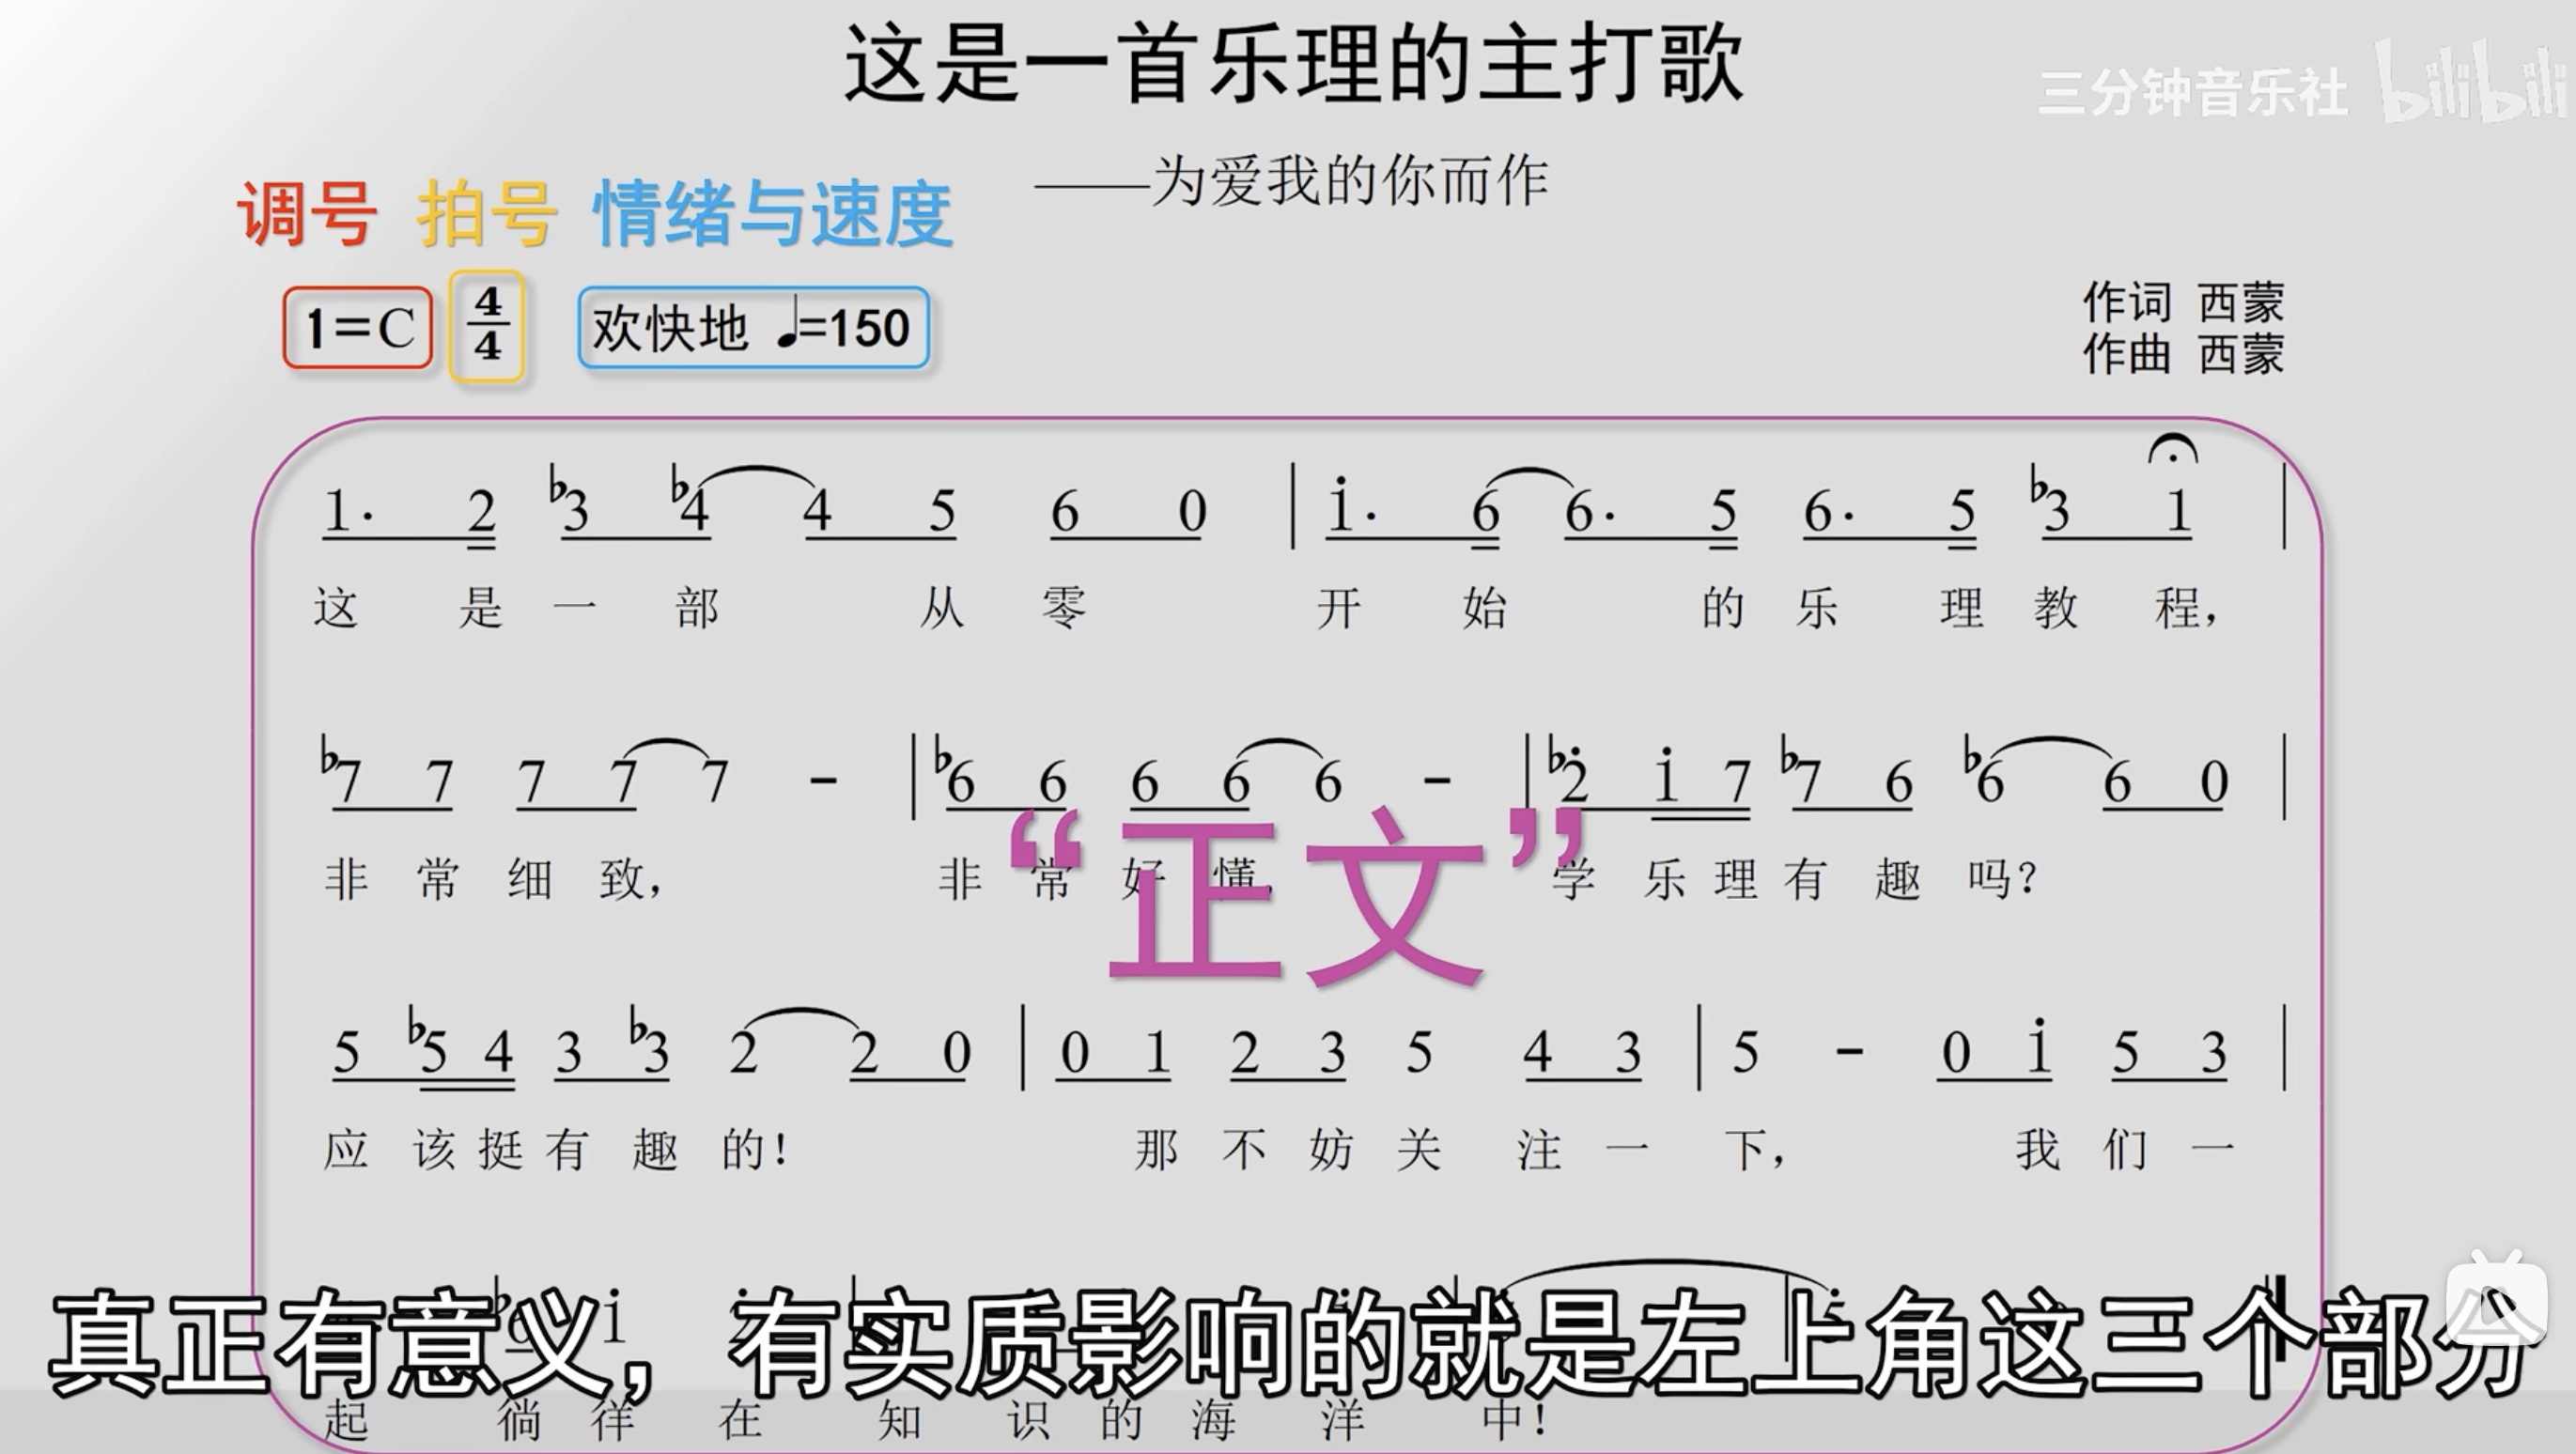 这是一首乐理的主打歌
三分钟音乐社 bilibili
——为爱我的你而作
调号 拍号 情绪与速度
1=C 4/4 欢快地 ♩=150
作词 西蒙
作曲 西蒙
1· 2 ♭3 ♭4 4 5 6 0 | i· 6 6· 5 6· 5 ♭3 1 |
这 是 一 部 从 零 开 始 的 乐 理 教 程，
♭7 7 7 7 7 - | ♭6 6 6 6 6 - | ♭2̇ i 7 ♭7 6 ♭6 6 0 |
非 常 细 致， 非 常 好 懂， 学 乐 理 有 趣 吗？
“正文”
5 ♭5 4 3 ♭3 2 2 0 | 0 1 2 3 5 4 3 | 5 - 0 i 5 3 |
应 该 挺 有 趣 的！ 那 不 妨 关 注 一 下， 我 们 一
真正有意义，有实质影响的就是左上角这三个部分
起 徜 徉 在 知 识 的 海 洋 中！